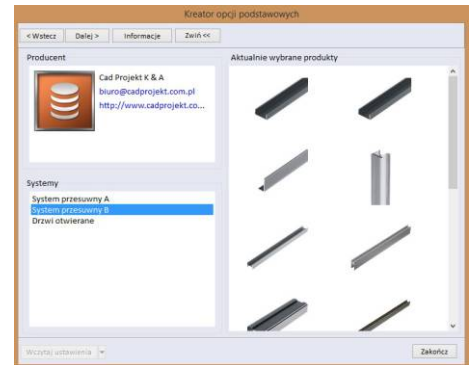 Kreator opcji podstawowych
< Wstecz Dalej > Informacje Zwiń <<
Producent
Cad Projekt K & A
biuro@cadprojekt.com.pl
http://www.cadprojekt.co...
Systemy
System przesuwny A
System przesuwny B
Drzwi otwierane
Aktualnie wybrane produkty
Wczytaj ustawienia
Zakończ